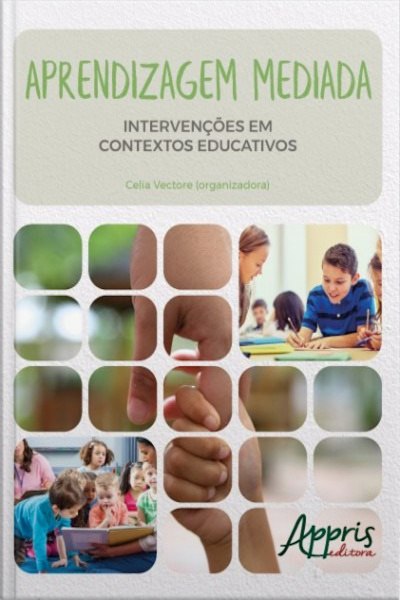 APRENDIZAGEM MEDIADA
INTERVENÇÕES EM
CONTEXTOS EDUCATIVOS
Celia Vectore (organizadora)
Appris
editora